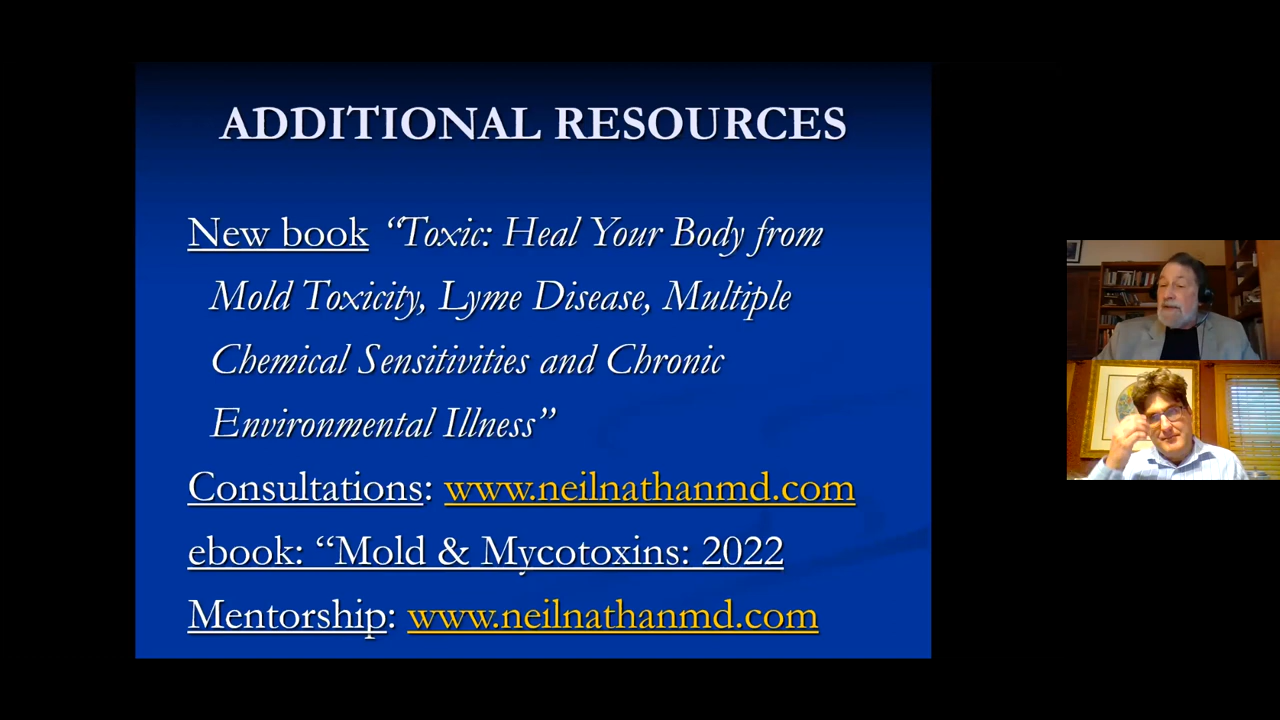 ADDITIONAL RESOURCES
New book “Toxic: Heal Your Body from
Mold Toxicity, Lyme Disease, Multiple
Chemical Sensitivities and Chronic
Environmental Illness”
Consultations: www.neilnathanmd.com
ebook: “Mold & Mycotoxins: 2022
Mentorship: www.neilnathanmd.com